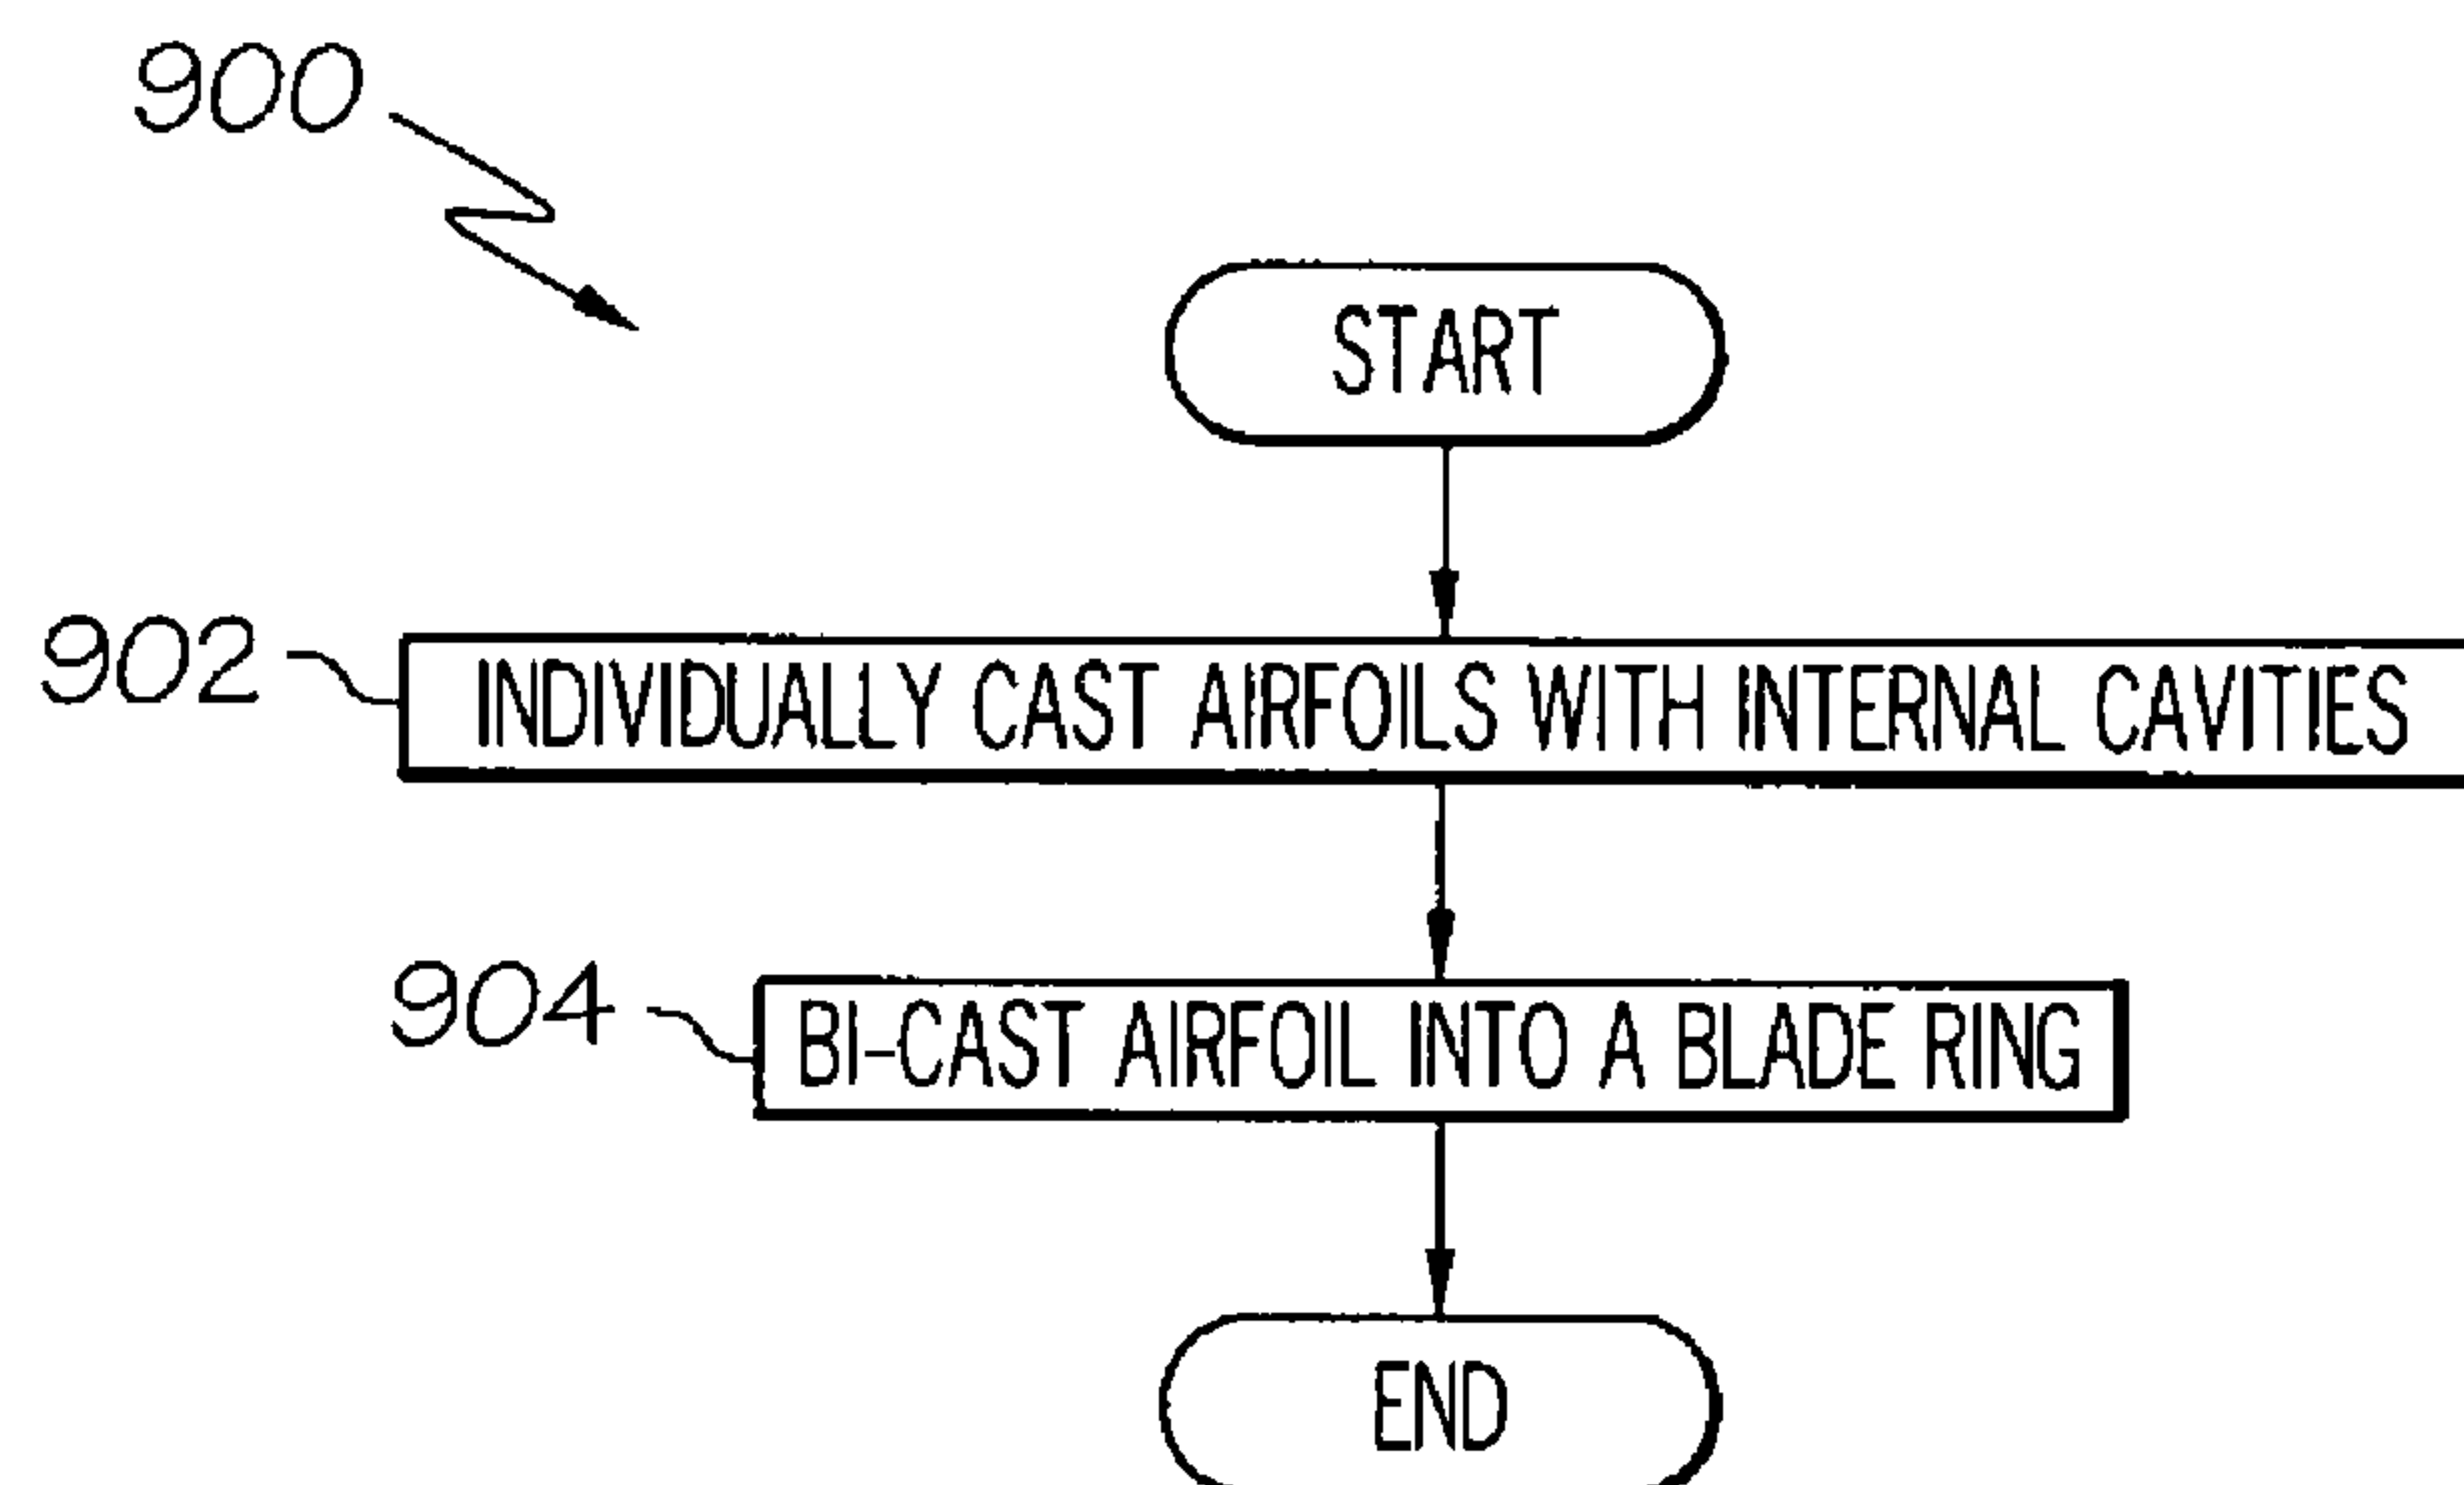 900
START
902
INDIVIDUALLY CAST AIRFOILS WITH INTERNAL CAVITIES
904
BI-CAST AIRFOIL INTO A BLADE RING
END